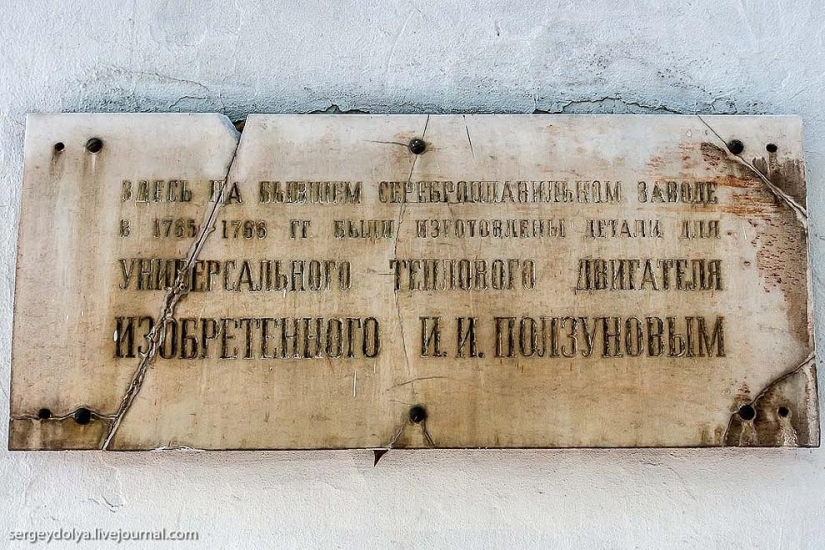 ЗДЕСЬ НА БЫВШЕМ СЕРЕБРОПЛАВИЛЬНОМ ЗАВОДЕ
В 1765-1766 ГГ. БЫЛИ ИЗГОТОВЛЕНЫ ДЕТАЛИ ДЛЯ
УНИВЕРСАЛЬНОГО ТЕПЛОВОГО ДВИГАТЕЛЯ
ИЗОБРЕТЕННОГО И. И. ПОЛЗУНОВЫМ
sergeydolya.livejournal.com